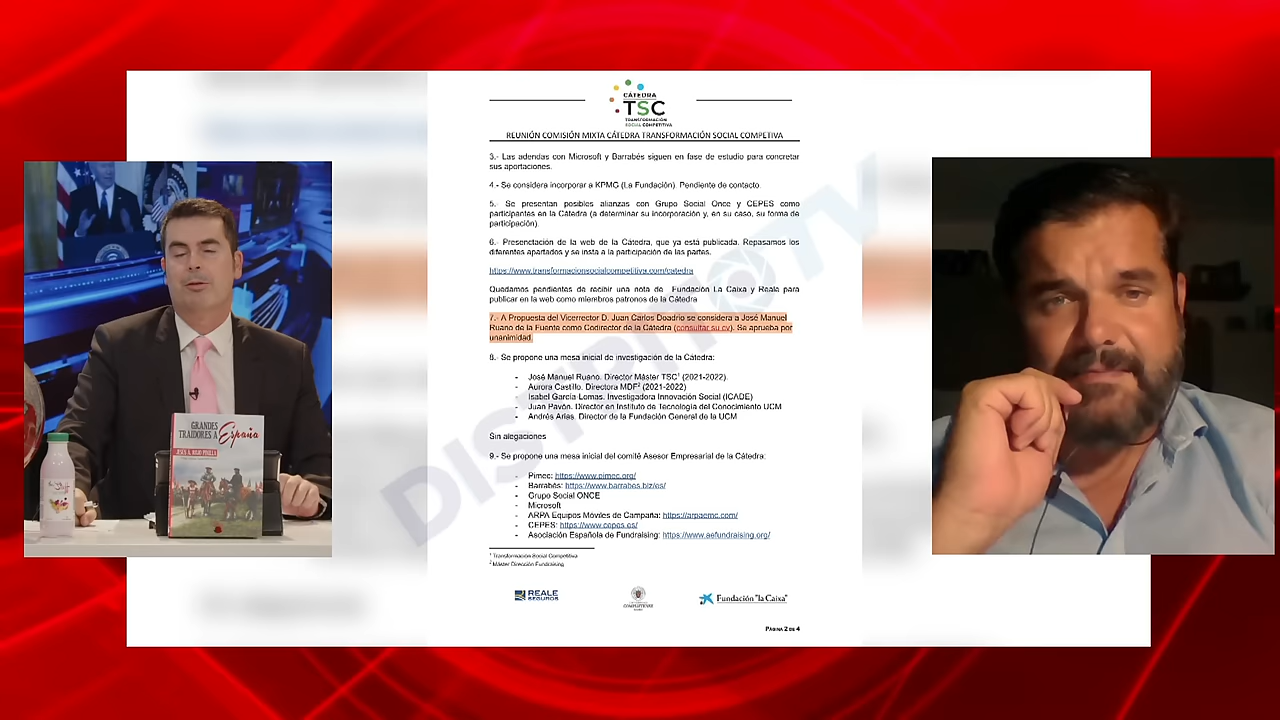 CÁTEDRA
TSC
TRANSFORMACIÓN
SOCIAL COMPETITIVA
REUNIÓN COMISIÓN MIXTA CÁTEDRA TRANSFORMACIÓN SOCIAL COMPETIVA
3.- Las adendas con Microsoft y Barrabés siguen en fase de estudio para concretar
sus aportaciones.
4.- Se considera incorporar a KPMG (La Fundación). Pendiente de contacto.
5.- Se presentan posibles alianzas con Grupo Social Once y CEPES como
participantes en la Cátedra (a determinar su incorporación y, en su caso, su forma de
participación).
6.- Presenctación de la web de la Cátedra, que ya está publicada. Repasamos los
diferentes apartados y se insta a la participación de las partes.
https://www.transformacionsocialcompetitiva.com/catedra
Quedamos pendientes de recibir una nota de Fundación La Caixa y Reale para
publicar en la web como miembros patronos de la Cátedra
7.- A Propuesta del Vicerrector D. Juan Carlos Doadrio se considera a José Manuel
Ruano de la Fuente como Codirector de la Cátedra (consultar su cv). Se aprueba por
unanimidad.
8.- Se propone una mesa inicial de investigación de la Cátedra:
- José Manuel Ruano. Director Máster TSC¹ (2021-2022).
- Aurora Castillo. Directora MDF² (2021-2022)
- Isabel García-Lomas. Investigadora Innovación Social (ICADE)
- Juan Pavón. Director en Instituto de Tecnología del Conocimiento UCM
- Andrés Arias. Director de la Fundación General de la UCM
Sin alegaciones
9.- Se propone una mesa inicial del comité Asesor Empresarial de la Cátedra:
- Pimec: https://www.pimec.org/
- Barrabés: https://www.barrabes.biz/es/
- Grupo Social ONCE
- Microsoft
- ARPA Equipos Móviles de Campaña: https://arpaemc.com/
- CEPES: https://www.cepes.es/
- Asociación Española de Fundraising: https://www.aefundraising.org/
¹ Transformación Social Competitiva
² Máster Dirección Fundraising
REALE
SEGUROS
COMPLUTENSE
Fundación "la Caixa"
PÁGINA 2 DE 4
DISTRITOTV
GRANDES
TRAIDORES A
España
JESÚS Á. ROJO PINILLA